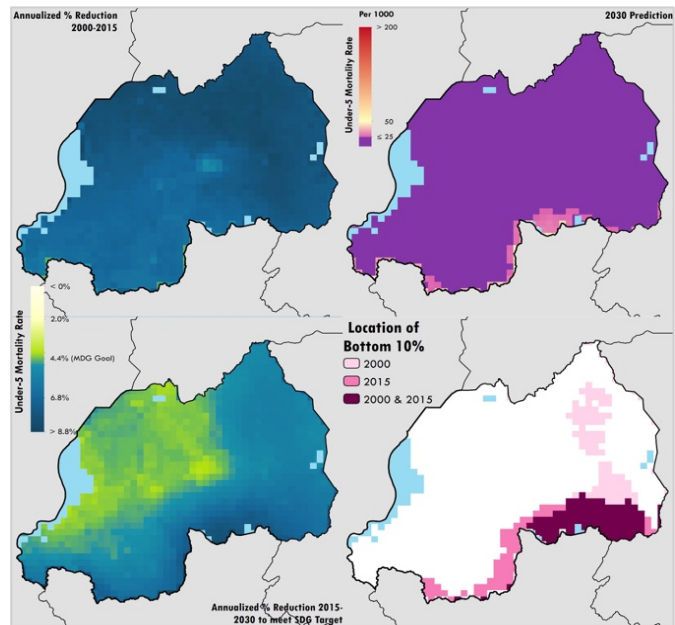 Annualized % Reduction
2000-2015
Per 1000
> 200
50
≤ 25
Under-5 Mortality Rate
2030 Prediction
< 0%
2.0%
4.4% (MDG Goal)
6.8%
> 8.8%
Under-5 Mortality Rate
Location of
Bottom 10%
2000
2015
2000 & 2015
Annualized % Reduction 2015-
2030 to meet SDG Target